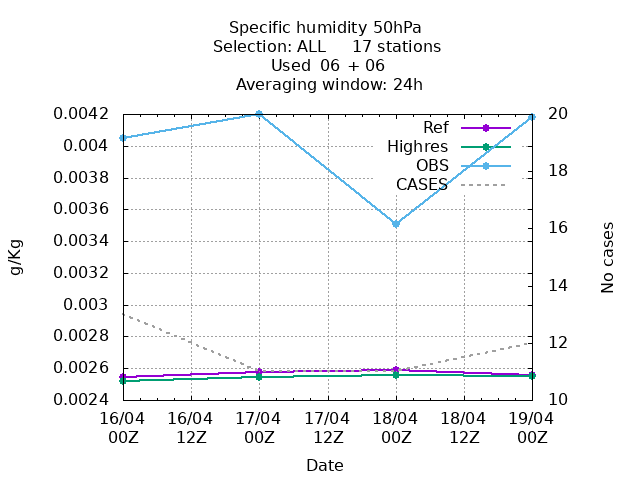 Specific humidity 50hPa
Selection: ALL     17 stations
Used  06 + 06
Averaging window: 24h
0.0042
0.004
0.0038
0.0036
0.0034
0.0032
0.003
0.0028
0.0026
0.0024
20
18
16
14
12
10
Ref
Highres
OBS
CASES
g/Kg
No cases
16/04 16/04 17/04 17/04 18/04 18/04 19/04
00Z 12Z 00Z 12Z 00Z 12Z 00Z
Date